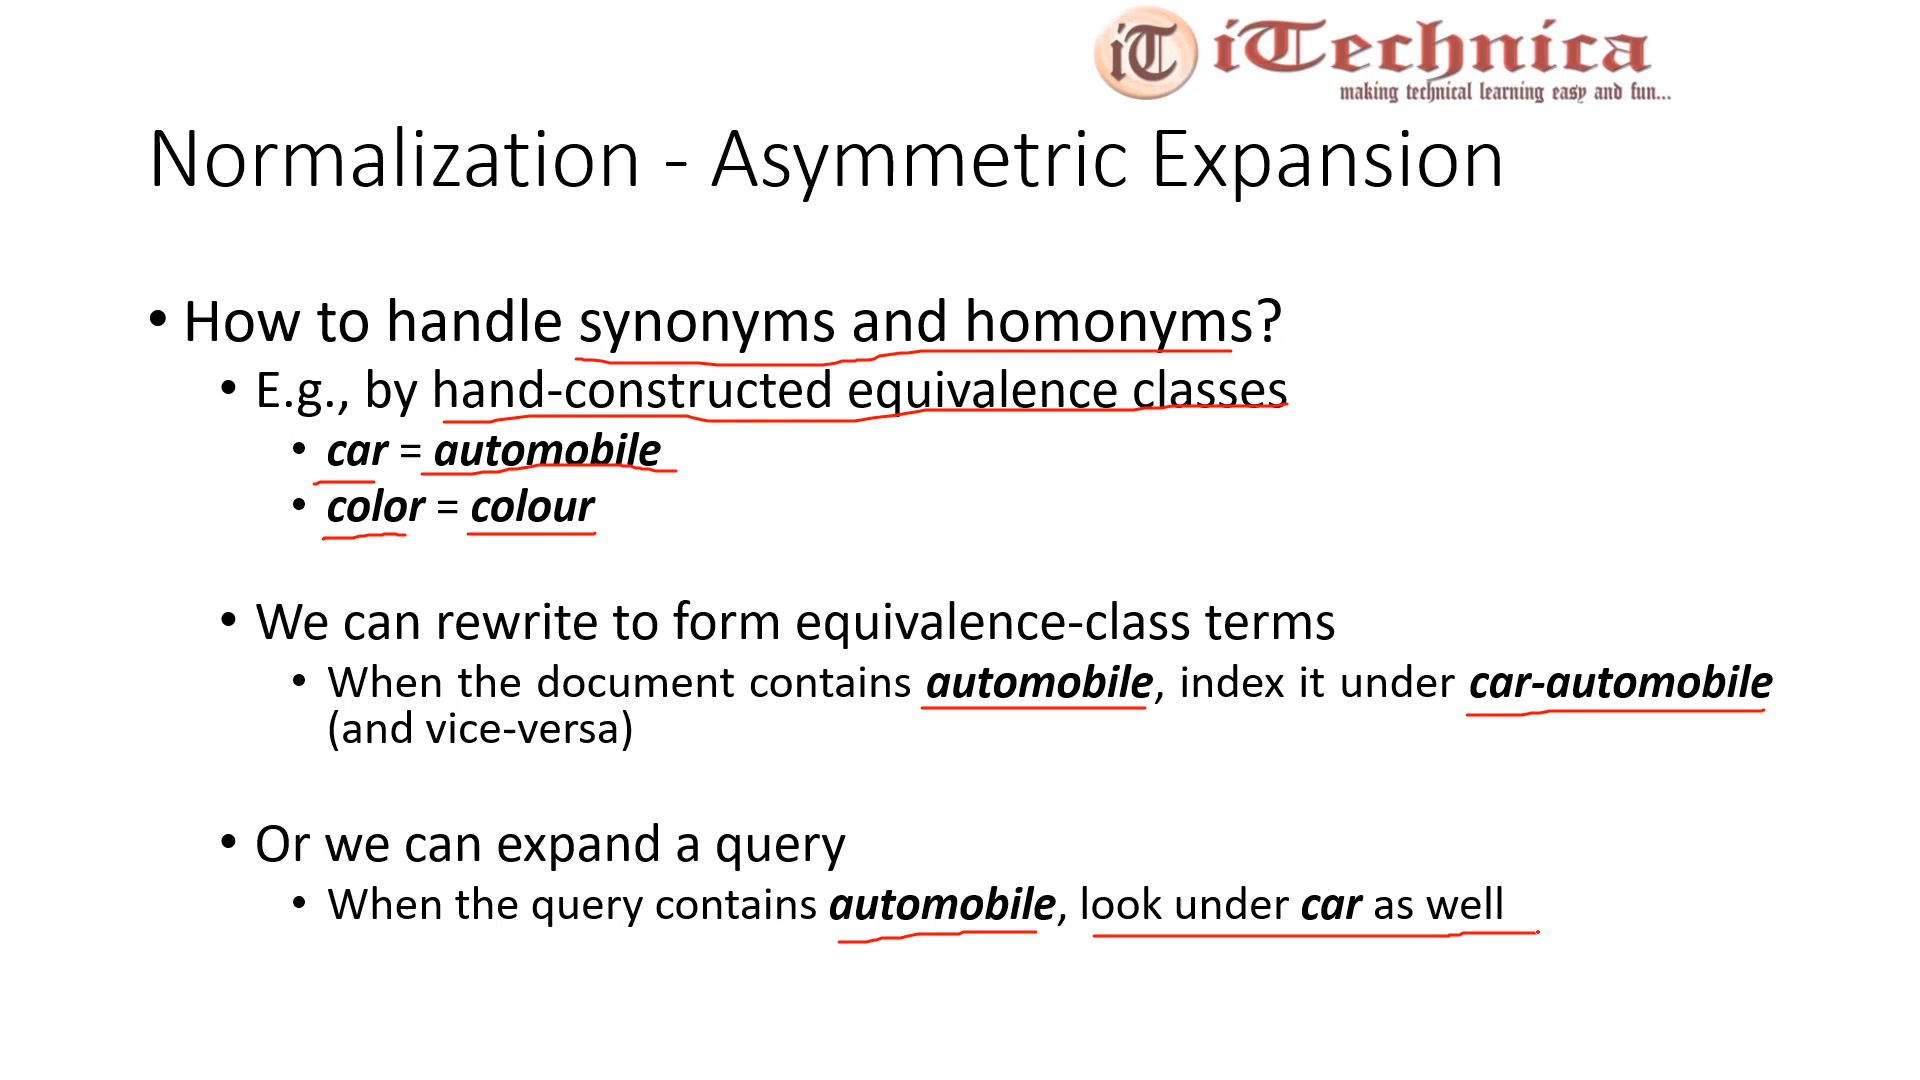 iT iTechnica
making technical learning easy and fun...
Normalization - Asymmetric Expansion
• How to handle synonyms and homonyms?
• E.g., by hand-constructed equivalence classes
• car = automobile
• color = colour
• We can rewrite to form equivalence-class terms
• When the document contains automobile, index it under car-automobile
(and vice-versa)
• Or we can expand a query
• When the query contains automobile, look under car as well